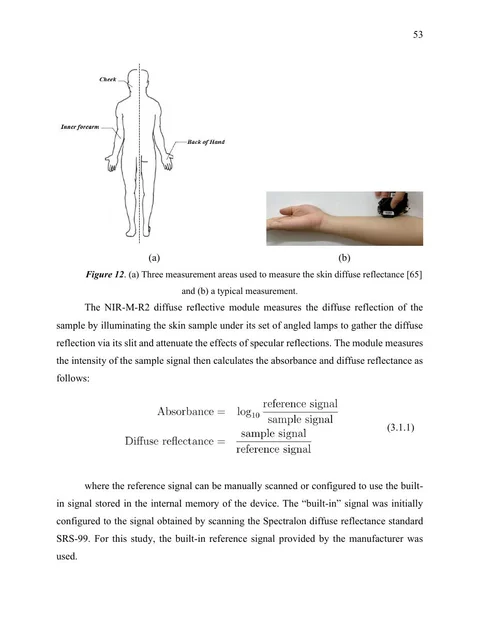 53
Cheek
Inner forearm
Back of Hand
(a)
(b)
Figure 12. (a) Three measurement areas used to measure the skin diffuse reflectance [65]
and (b) a typical measurement.
The NIR-M-R2 diffuse reflective module measures the diffuse reflection of the
sample by illuminating the skin sample under its set of angled lamps to gather the diffuse
reflection via its slit and attenuate the effects of specular reflections. The module measures
the intensity of the sample signal then calculates the absorbance and diffuse reflectance as
follows:
Absorbance = log10 reference signal / sample signal
Diffuse reflectance = sample signal / reference signal
(3.1.1)
where the reference signal can be manually scanned or configured to use the built-
in signal stored in the internal memory of the device. The “built-in” signal was initially
configured to the signal obtained by scanning the Spectralon diffuse reflectance standard
SRS-99. For this study, the built-in reference signal provided by the manufacturer was
used.